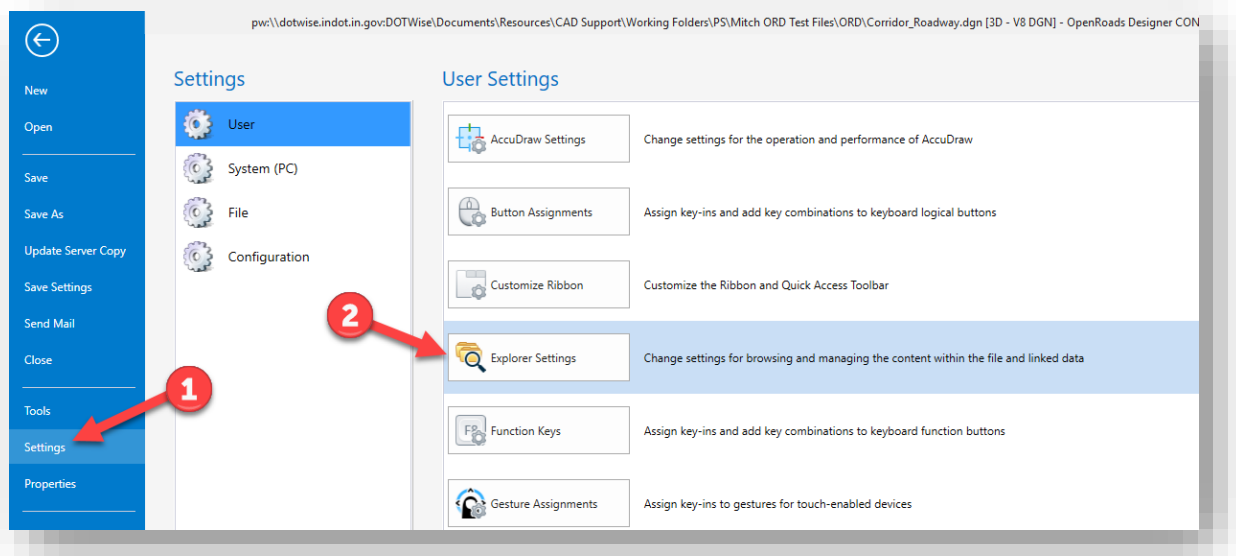 pw:\\dotwise.indot.in.gov:DOTWise\Documents\Resources\CAD Support\Working Folders\PS\Mitch ORD Test Files\ORD\Corridor_Roadway.dgn [3D - V8 DGN] - OpenRoads Designer CON
New
Open
Save
Save As
Update Server Copy
Save Settings
Send Mail
Close
Tools
Settings
Properties
1
Settings
User
System (PC)
File
Configuration
2
User Settings
AccuDraw Settings Change settings for the operation and performance of AccuDraw
Button Assignments Assign key-ins and add key combinations to keyboard logical buttons
Customize Ribbon Customize the Ribbon and Quick Access Toolbar
Explorer Settings Change settings for browsing and managing the content within the file and linked data
F8 Function Keys Assign key-ins and add key combinations to keyboard function buttons
Gesture Assignments Assign key-ins to gestures for touch-enabled devices